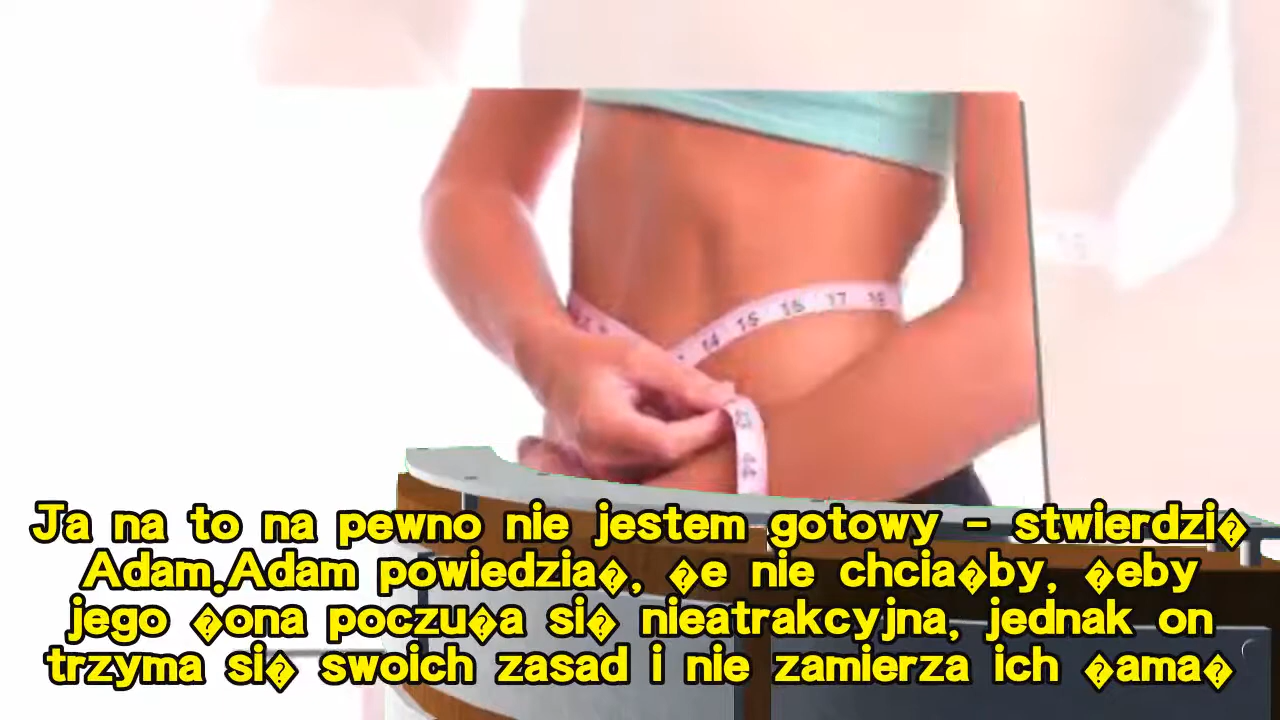 14 15 16 17 18
Ja na to na pewno nie jestem gotowy - stwierdzi�
Adam.Adam powiedzia�, �e nie chcia�by, �eby
jego �ona poczu�a si� nieatrakcyjna, jednak on
trzyma si� swoich zasad i nie zamierza ich �ama�